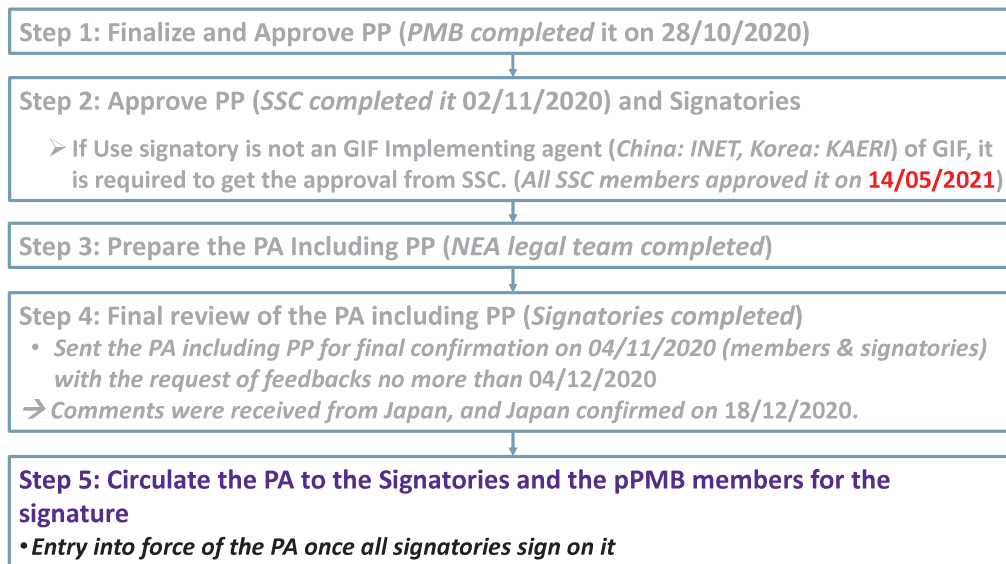 Step 1: Finalize and Approve PP (PMB completed it on 28/10/2020)
Step 2: Approve PP (SSC completed it 02/11/2020) and Signatories
➢ If Use signatory is not an GIF Implementing agent (China: INET, Korea: KAERI) of GIF, it
is required to get the approval from SSC. (All SSC members approved it on 14/05/2021)
Step 3: Prepare the PA Including PP (NEA legal team completed)
Step 4: Final review of the PA including PP (Signatories completed)
• Sent the PA including PP for final confirmation on 04/11/2020 (members & signatories)
with the request of feedbacks no more than 04/12/2020
→ Comments were received from Japan, and Japan confirmed on 18/12/2020.
Step 5: Circulate the PA to the Signatories and the pPMB members for the
signature
• Entry into force of the PA once all signatories sign on it